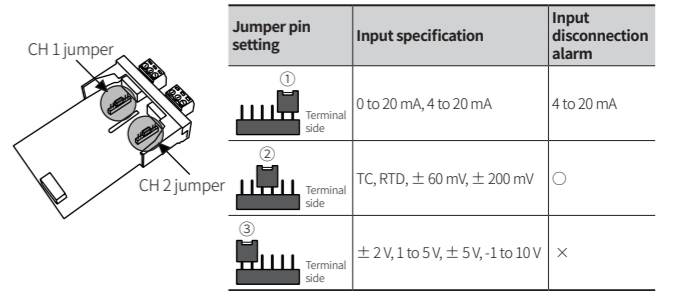 CH 1 jumper
CH 2 jumper
Jumper pin
setting
Input specification
Input
disconnection
alarm
①
Terminal
side
0 to 20 mA, 4 to 20 mA
4 to 20 mA
②
Terminal
side
TC, RTD, ± 60 mV, ± 200 mV
○
③
Terminal
side
± 2 V, 1 to 5 V, ± 5 V, -1 to 10 V
×